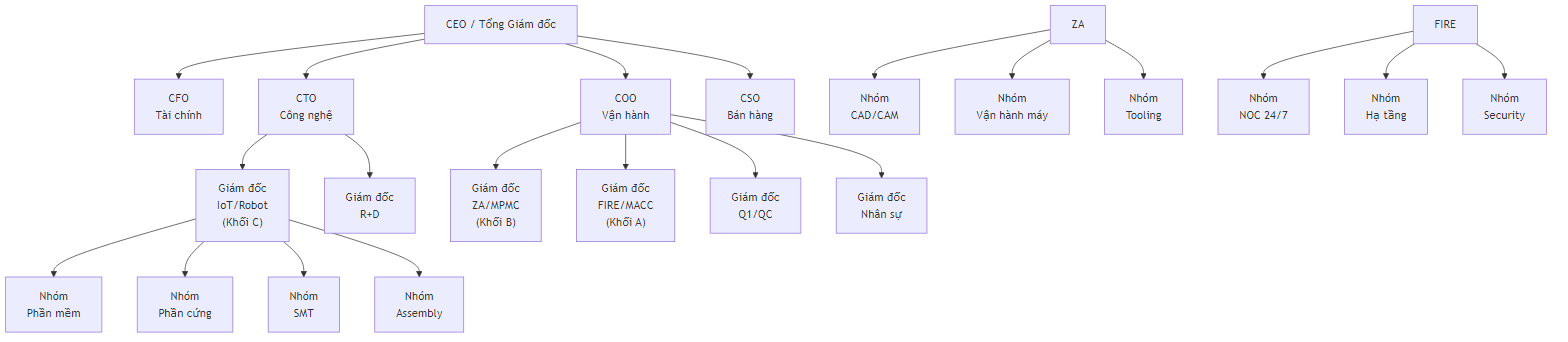 CEO / Tổng Giám đốc
ZA
FIRE
CFO
Tài chính
CTO
Công nghệ
COO
Vận hành
CSO
Bán hàng
Nhóm
CAD/CAM
Nhóm
Vận hành máy
Nhóm
Tooling
Nhóm
NOC 24/7
Nhóm
Hạ tầng
Nhóm
Security
Giám đốc
IoT/Robot
(Khối C)
Giám đốc
R+D
Giám đốc
ZA/MPMC
(Khối B)
Giám đốc
FIRE/MACC
(Khối A)
Giám đốc
Q1/QC
Giám đốc
Nhân sự
Nhóm
Phần mềm
Nhóm
Phần cứng
Nhóm
SMT
Nhóm
Assembly